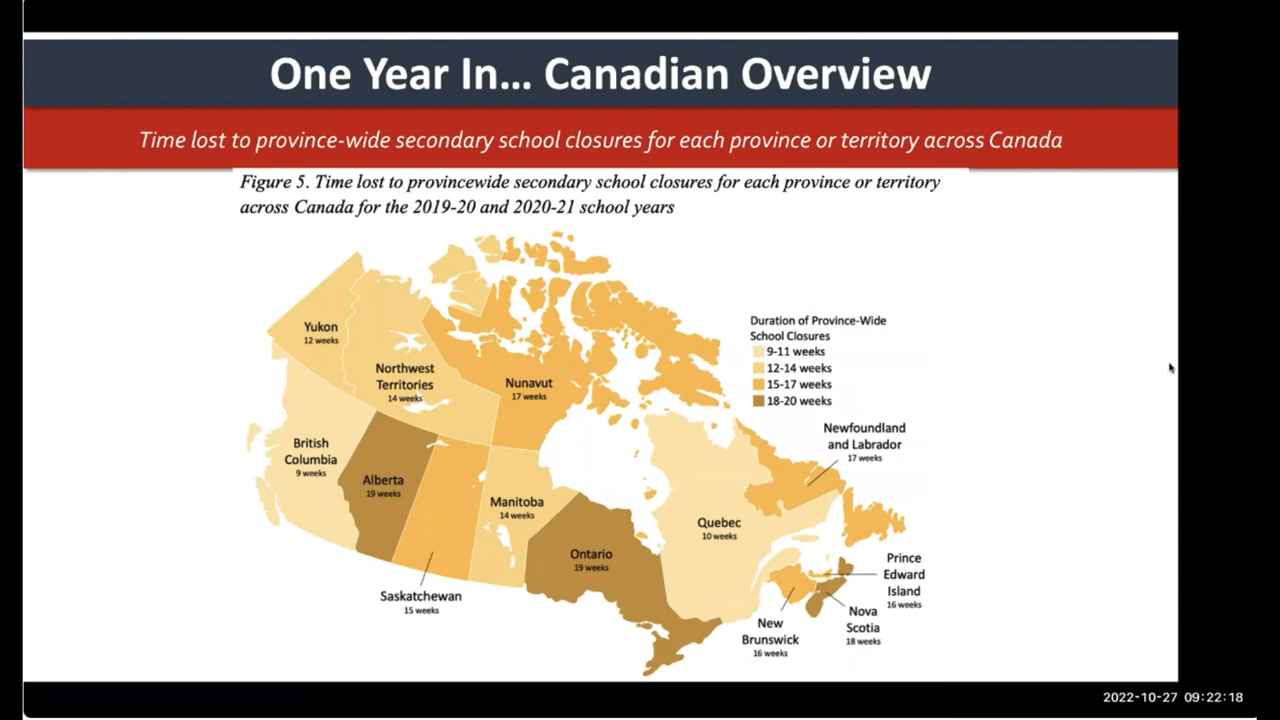 One Year In... Canadian Overview
Time lost to province-wide secondary school closures for each province or territory across Canada
Figure 5. Time lost to provincewide secondary school closures for each province or territory
across Canada for the 2019-20 and 2020-21 school years
Yukon
12 weeks
Northwest
Territories
14 weeks
Nunavut
17 weeks
Duration of Province-Wide
School Closures
9-11 weeks
12-14 weeks
15-17 weeks
18-20 weeks
Newfoundland
and Labrador
17 weeks
British
Columbia
9 weeks
Alberta
19 weeks
Manitoba
14 weeks
Quebec
10 weeks
Ontario
19 weeks
Saskatchewan
15 weeks
Prince
Edward
Island
16 weeks
Nova
Scotia
18 weeks
New
Brunswick
16 weeks
2022-10-27 09:22:18